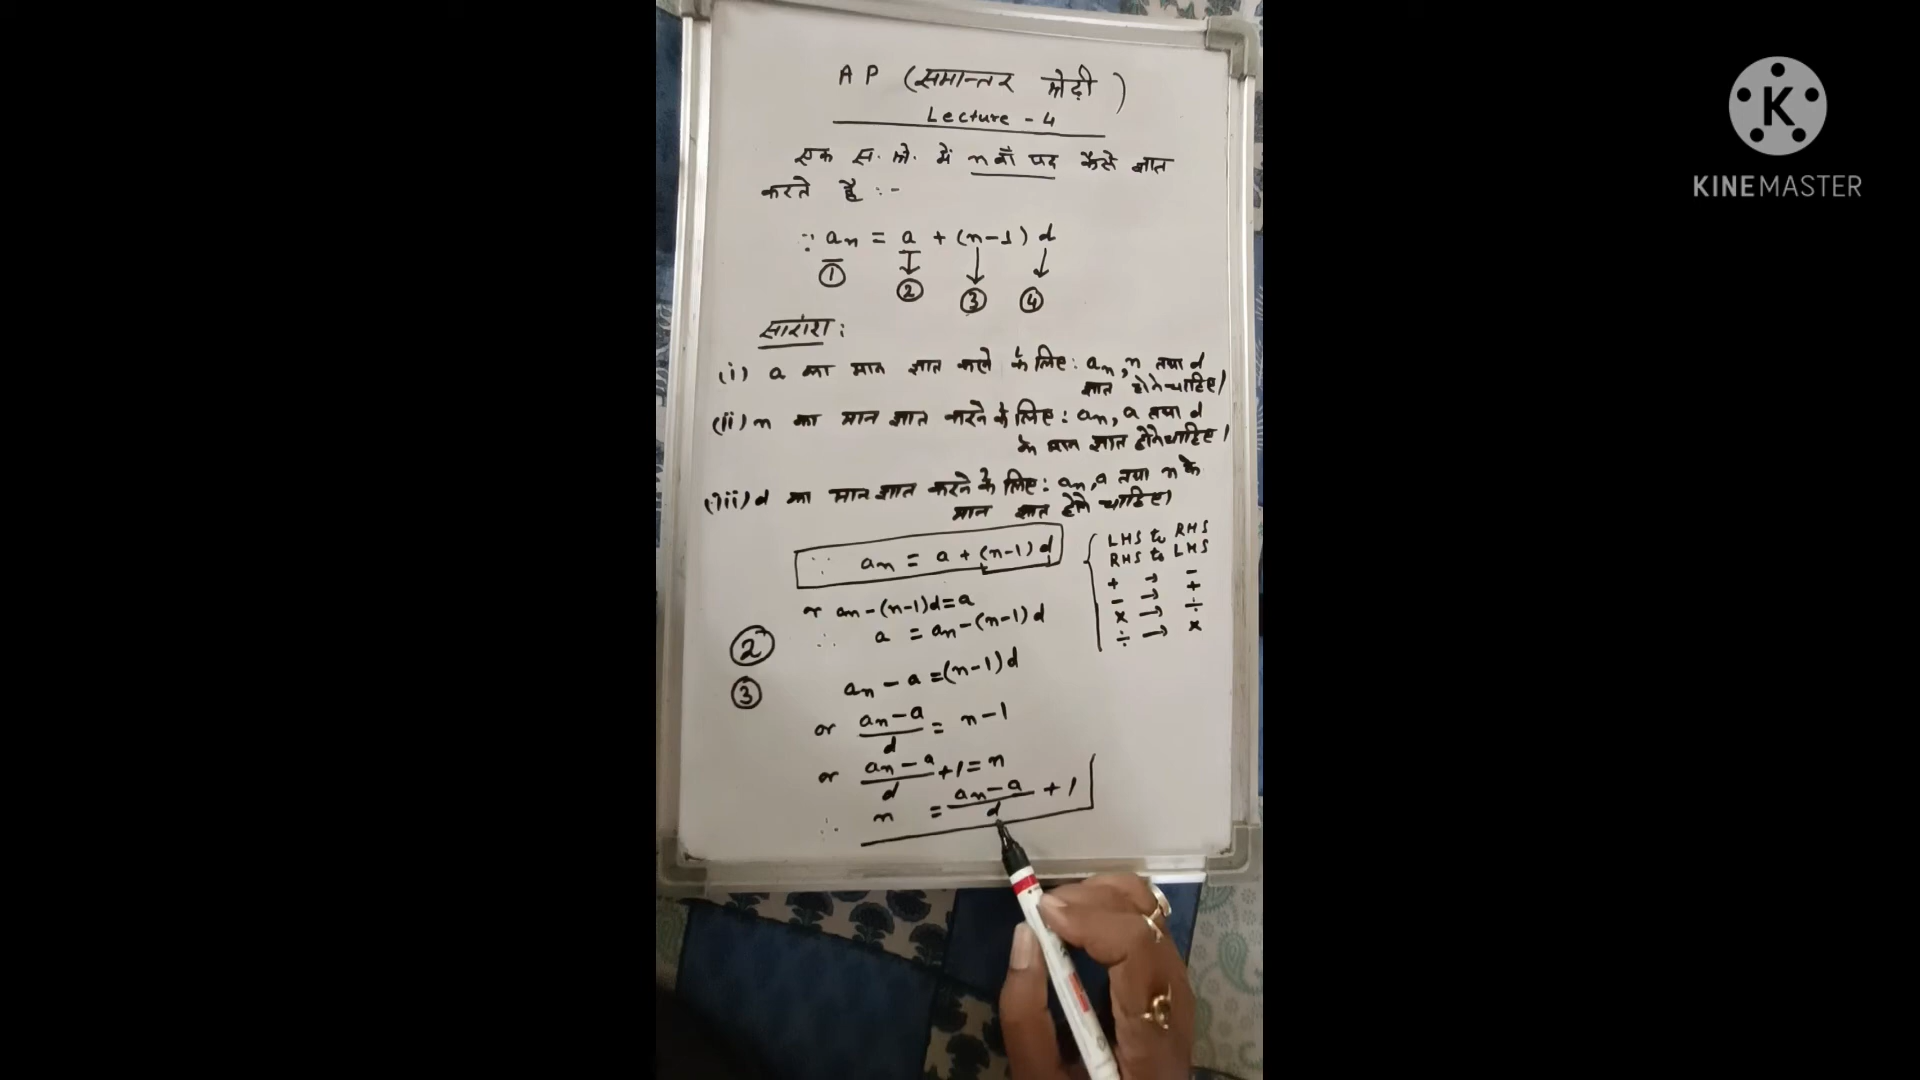 AP (समान्तर श्रेढ़ी)
Lecture - 4
एक स. श्रे. में n वाँ पद कैसे ज्ञात
करते है :-
∵ an = a + (n-1) d
① ② ③ ④
सारांश :
(i) a का मान ज्ञात करने के लिए : an, n तथा d
ज्ञात होने चाहिए।
(ii) n का मान ज्ञात करने के लिए : an, a तथा d
के मान ज्ञात होने चाहिए।
(iii) d का मान ज्ञात करने के लिए : an, a तथा n के
मान ज्ञात होने चाहिए।
∵ an = a + (n-1) d
or an - (n-1)d = a
② ∴ a = an - (n-1) d
③ an - a = (n-1) d
or (an - a)/d = n - 1
or (an - a)/d + 1 = n
∴ n = (an - a)/d + 1
LHS to RHS
RHS to LHS
+ → -
- → +
× → ÷
÷ → ×
K
KINEMASTER